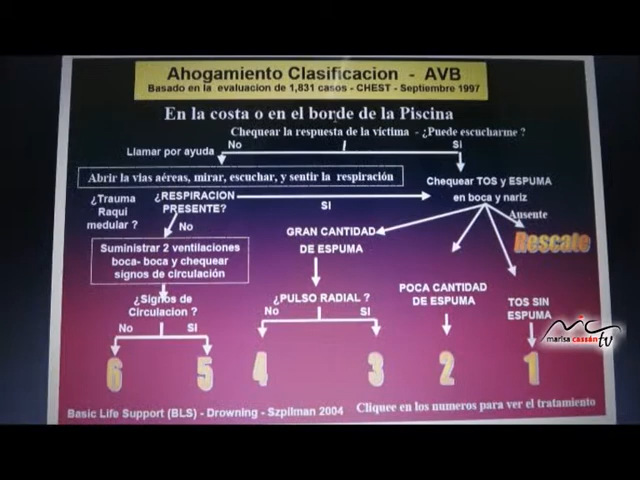 Ahogamiento Clasificacion - AVB
Basado en la evaluacion de 1,831 casos - CHEST - Septiembre 1997
En la costa o en el borde de la Piscina
Chequear la respuesta de la víctima - ¿Puede escucharme ?
No
Si
Llamar por ayuda
Abrir la vias aéreas, mirar, escuchar, y sentir la respiración
Chequear TOS y ESPUMA
en boca y nariz
¿Trauma
Raqui
medular ?
¿RESPIRACION
PRESENTE?
SI
No
Ausente
Rescate
GRAN CANTIDAD
DE ESPUMA
Suministrar 2 ventilaciones
boca- boca y chequear
signos de circulación
POCA CANTIDAD
DE ESPUMA
TOS SIN
ESPUMA
¿Signos de
Circulacion ?
No
SI
¿PULSO RADIAL ?
No
SI
6
5
4
3
2
1
marisa cassán tv
Basic Life Support (BLS) - Drowning - Szpilman 2004
Cliquee en los numeros para ver el tratamiento